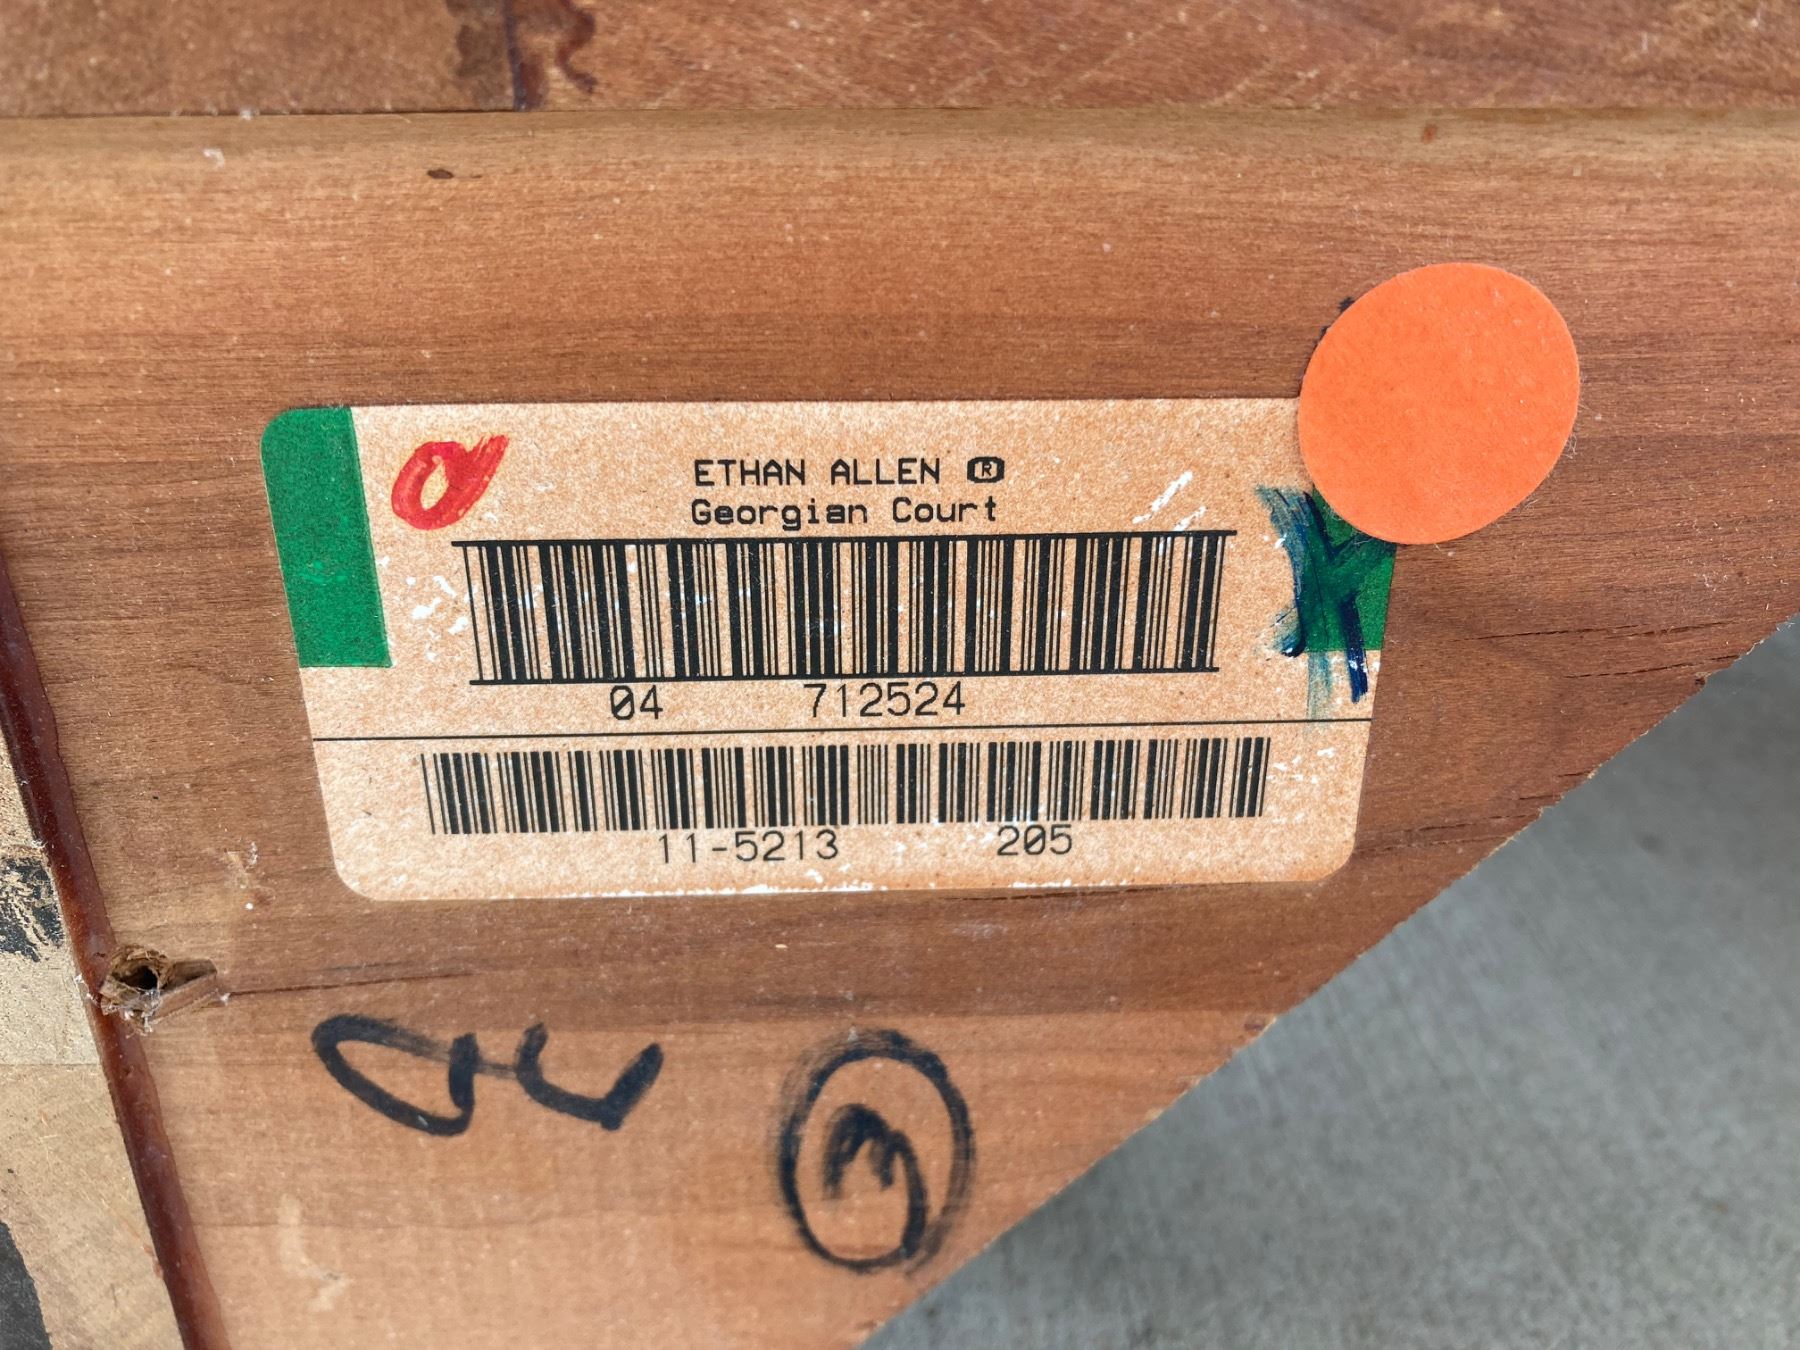 ETHAN ALLEN ®
Georgian Court
04 712524
11-5213 205